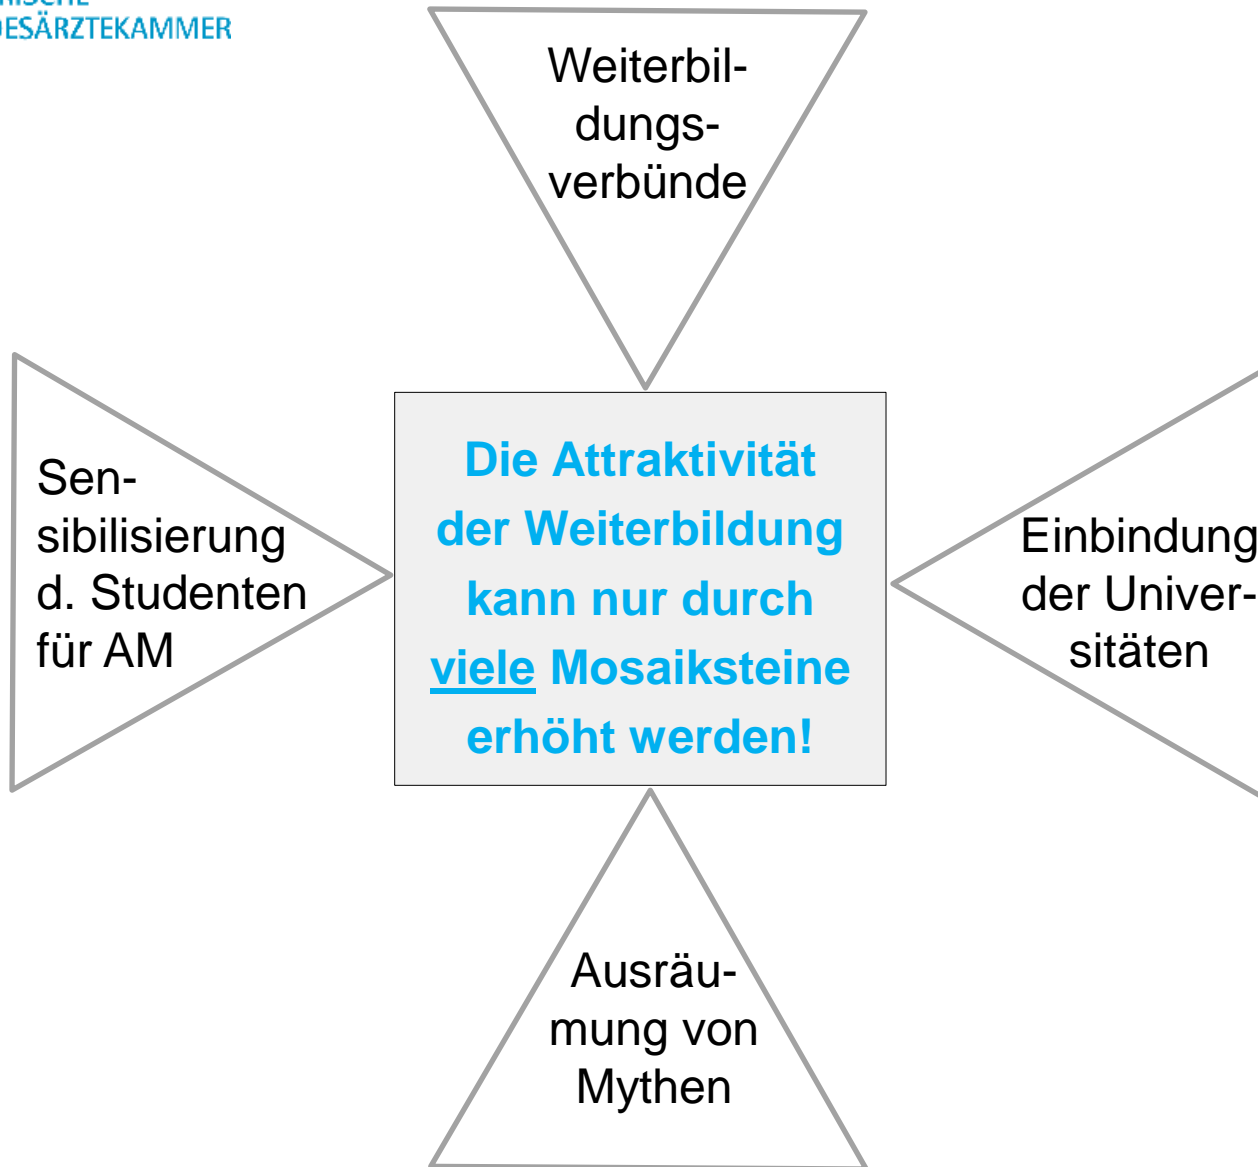 DESÄRZTEKAMMER
Weiterbil-
dungs-
verbünde
Sen-
sibilisierung
d. Studenten
für AM
Die Attraktivität
der Weiterbildung
kann nur durch
viele Mosaiksteine
erhöht werden!
Einbindung
der Univer-
sitäten
Ausräu-
mung von
Mythen